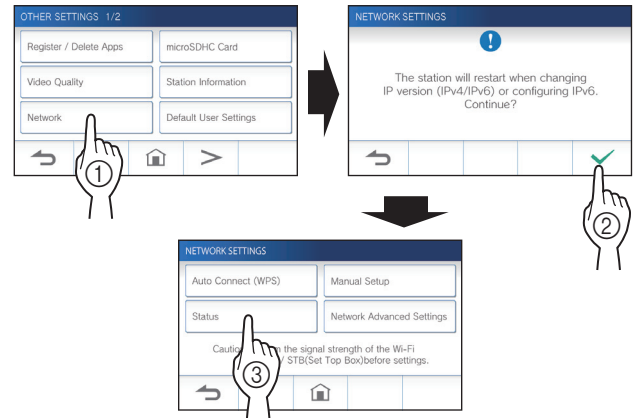 OTHER SETTINGS 1/2
Register / Delete Apps
microSDHC Card
Video Quality
Station Information
Network
Default User Settings
1
NETWORK SETTINGS
The station will restart when changing
IP version (IPv4/IPv6) or configuring IPv6.
Continue?
2
NETWORK SETTINGS
Auto Connect (WPS)
Manual Setup
Status
Network Advanced Settings
the signal strength of the Wi-Fi
/ STB(Set Top Box)before settings.
3